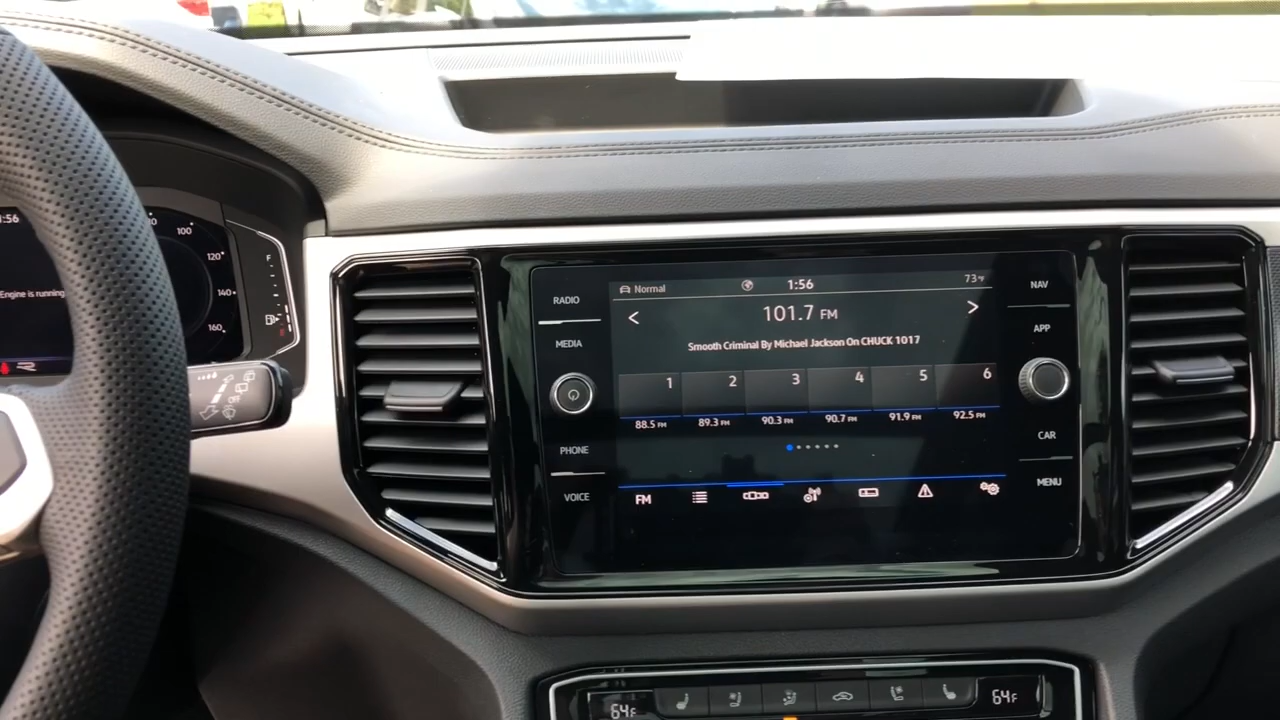 1:56
Engine is running
100
120
140
160
F
OFF
RADIO
MEDIA
PHONE
VOICE
Normal
1:56
73°F
101.7 FM
Smooth Criminal By Michael Jackson On CHUCK 1017
1 2 3 4 5 6
88.5 FM 89.3 FM 90.3 FM 90.7 FM 91.9 FM 92.5 FM
FM
NAV
APP
CAR
MENU
64°F
64°F